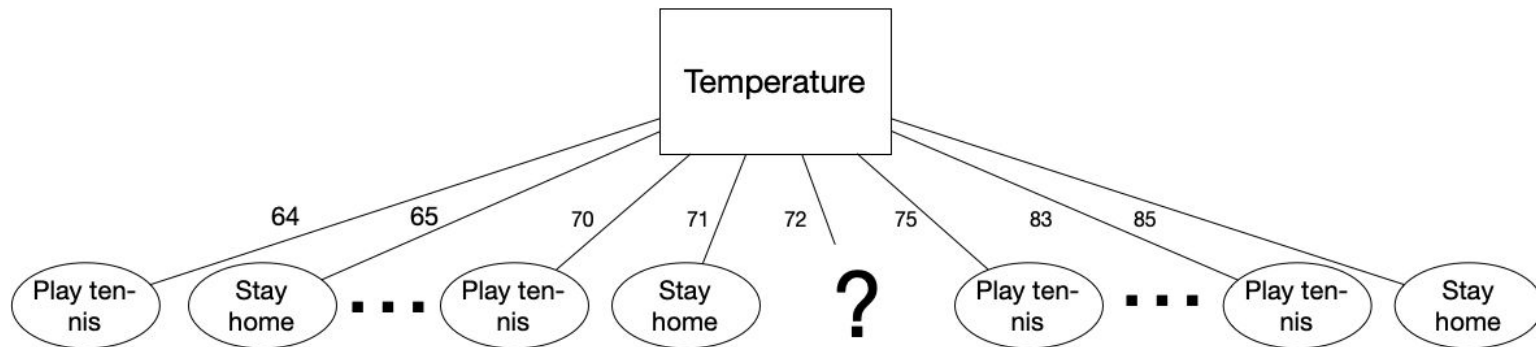 Temperature
64
65
70
71
72
75
83
85
Play ten-
nis
Stay
home
...
Play ten-
nis
Stay
home
?
Play ten-
nis
...
Play ten-
nis
Stay
home